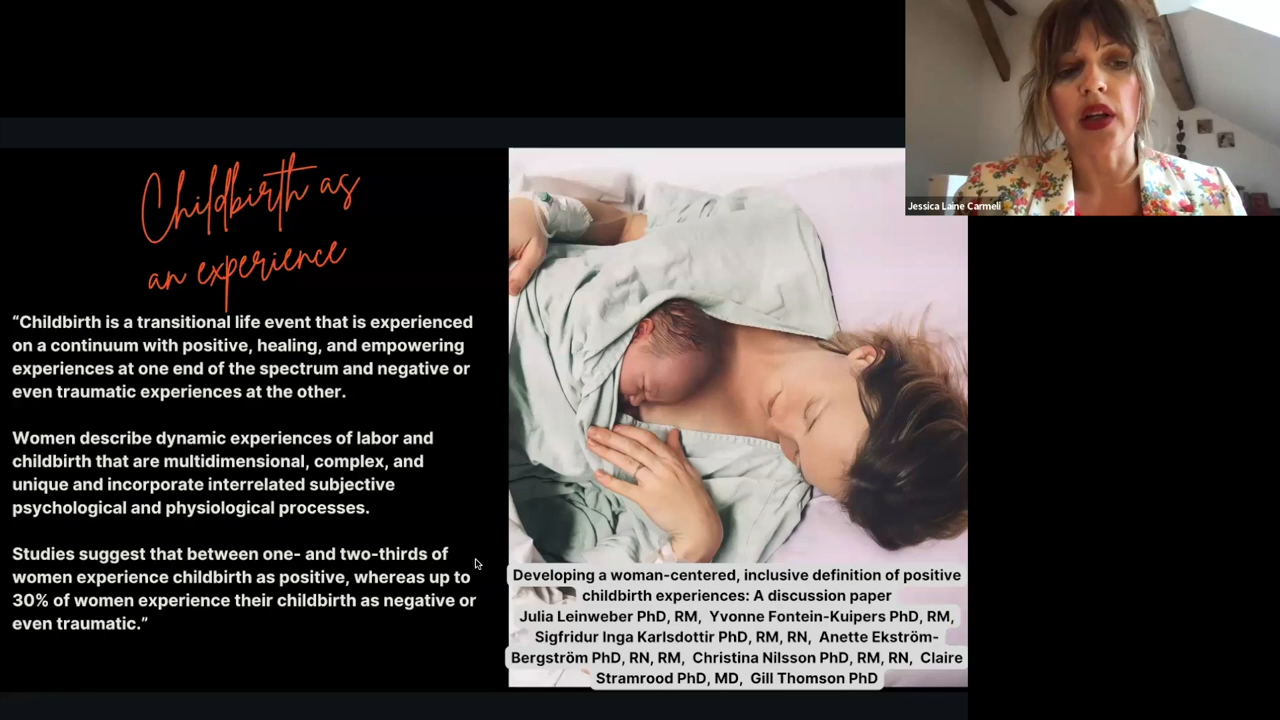 Jessica Laine Carmeli
Childbirth as
an experience
“Childbirth is a transitional life event that is experienced
on a continuum with positive, healing, and empowering
experiences at one end of the spectrum and negative or
even traumatic experiences at the other.
Women describe dynamic experiences of labor and
childbirth that are multidimensional, complex, and
unique and incorporate interrelated subjective
psychological and physiological processes.
Studies suggest that between one- and two-thirds of
women experience childbirth as positive, whereas up to
30% of women experience their childbirth as negative or
even traumatic.”
Developing a woman-centered, inclusive definition of positive
childbirth experiences: A discussion paper
Julia Leinweber PhD, RM, Yvonne Fontein-Kuipers PhD, RM,
Sigfridur Inga Karlsdottir PhD, RM, RN, Anette Ekström-
Bergström PhD, RN, RM, Christina Nilsson PhD, RM, RN, Claire
Stramrood PhD, MD, Gill Thomson PhD